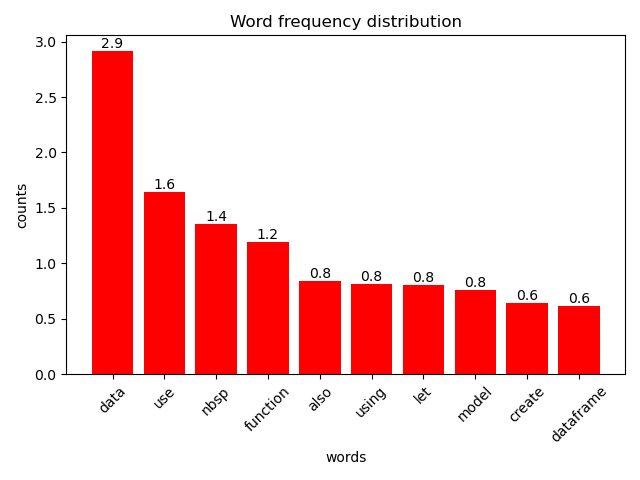 Word frequency distribution
counts
3.0
2.5
2.0
1.5
1.0
0.5
0.0
2.9
1.6
1.4
1.2
0.8
0.8
0.8
0.8
0.6
0.6
data
use
nbsp
function
also
using
let
model
create
dataframe
words